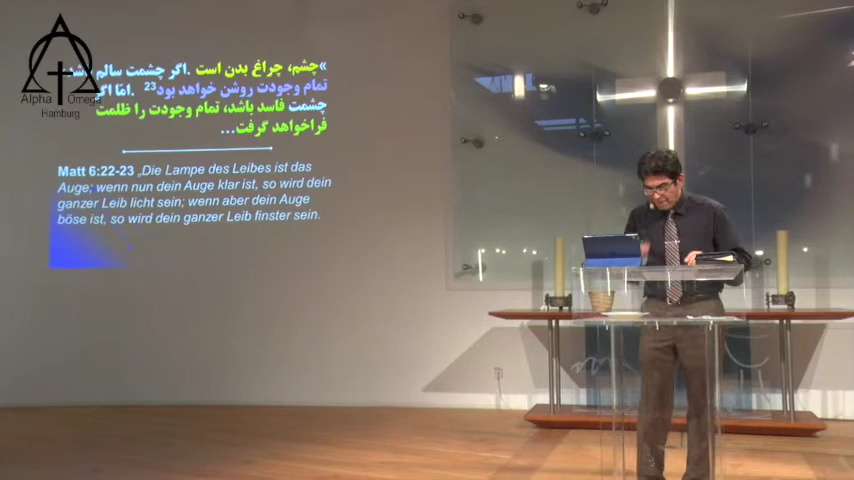 Alpha Omega
Hamburg
«چشم، چراغ بدن است .اگر چشمت سالم باشد
تمام وجودت روشن خواهد بود23 .امّا اگر
چشمت فاسد باشد، تمام وجودت را ظلمت
فراخواهد گرفت...
Matt 6:22-23 „Die Lampe des Leibes ist das
Auge; wenn nun dein Auge klar ist, so wird dein
ganzer Leib licht sein; wenn aber dein Auge
böse ist, so wird dein ganzer Leib finster sein.